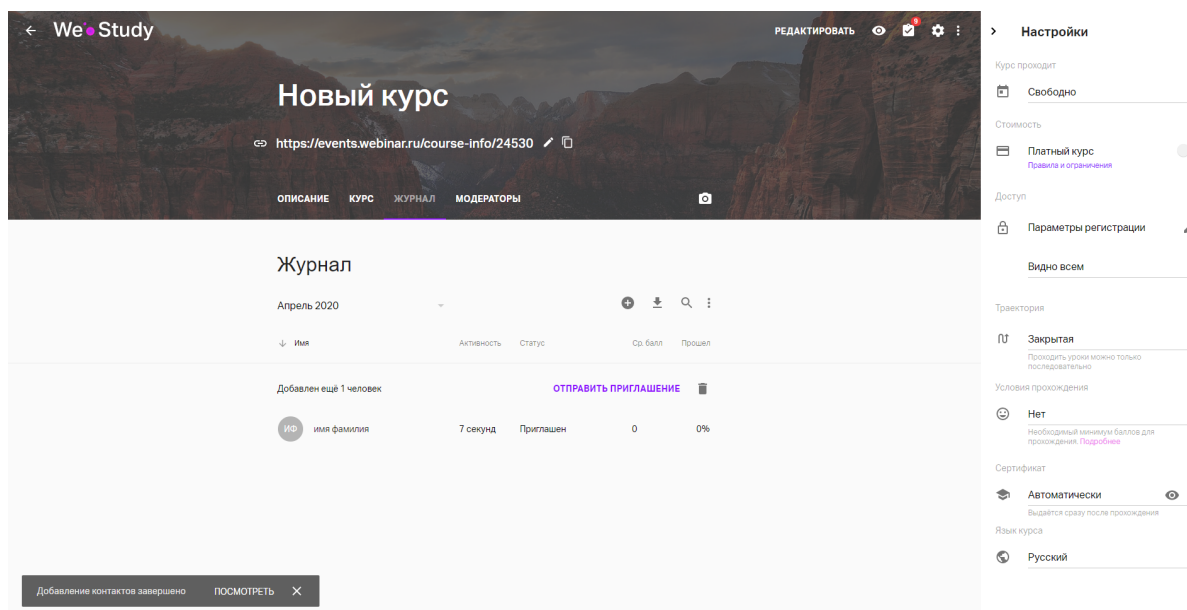 We Study
РЕДАКТИРОВАТЬ
9
Новый курс
https://events.webinar.ru/course-info/24530
ОПИСАНИЕ КУРС ЖУРНАЛ МОДЕРАТОРЫ
Журнал
Апрель 2020
Имя Активность Статус Ср. балл Прошел
Добавлен ещё 1 человек ОТПРАВИТЬ ПРИГЛАШЕНИЕ
ИФ имя фамилия 7 секунд Приглашен 0 0%
Добавление контактов завершено ПОСМОТРЕТЬ
Настройки
Курс проходит
Свободно
Стоимость
Платный курс
Правила и ограничения
Доступ
Параметры регистрации
Видно всем
Траектория
Закрытая
Проходить уроки можно только
последовательно
Условия прохождения
Нет
Необходимый минимум баллов для
прохождения. Подробнее
Сертификат
Автоматически
Выдаётся сразу после прохождения
Язык курса
Русский